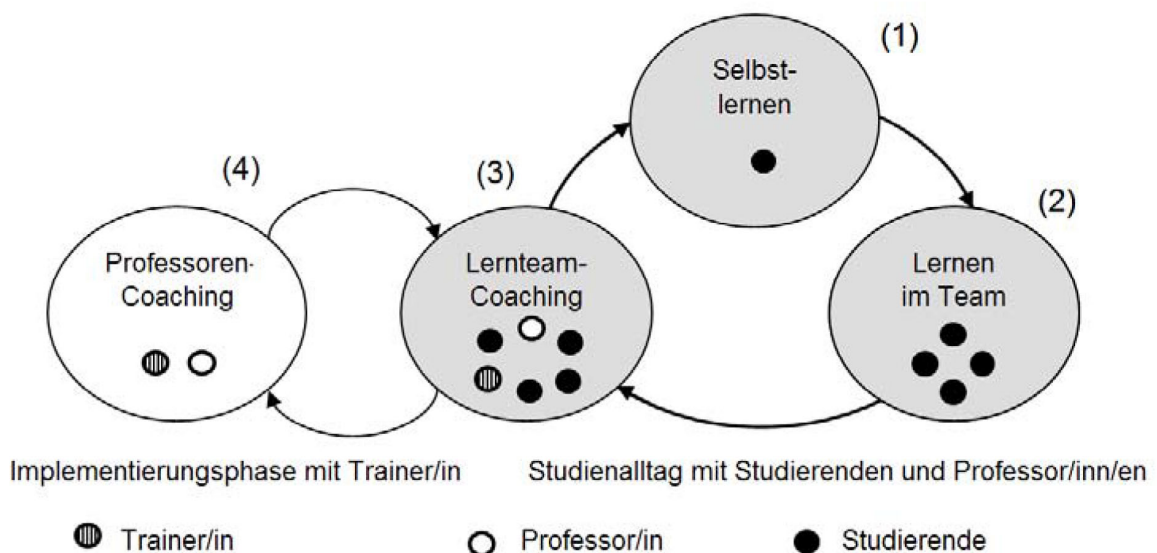 (1)
Selbst-
lernen
(4)
(3)
(2)
Professoren-
Coaching
Lernteam-
Coaching
Lernen
im Team
Implementierungsphase mit Trainer/in
Studienalltag mit Studierenden und Professor/inn/en
Trainer/in
Professor/in
Studierende